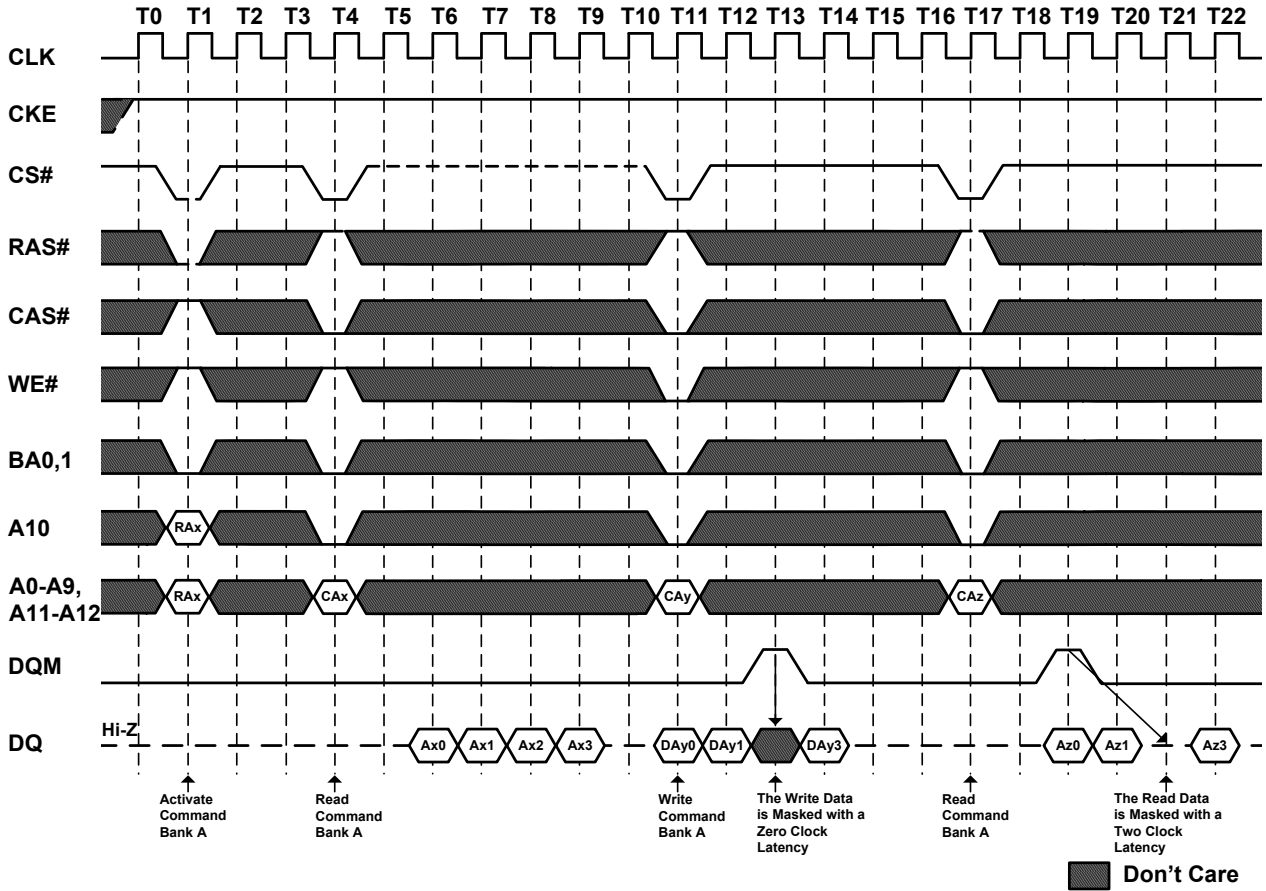 T0 T1 T2 T3 T4 T5 T6 T7 T8 T9 T10 T11 T12 T13 T14 T15 T16 T17 T18 T19 T20 T21 T22
CLK
CKE
CS#
RAS#
CAS#
WE#
BA0,1
A10
RAx
A0-A9,
A11-A12
RAx CAx CAy CAz
DQM
Hi-Z
DQ
Ax0 Ax1 Ax2 Ax3 DAy0 DAy1 DAy3 Az0 Az1 Az3
Activate
Command
Bank A
Read
Command
Bank A
Write
Command
Bank A
The Write Data
is Masked with a
Zero Clock
Latency
Read
Command
Bank A
The Read Data
is Masked with a
Two Clock
Latency
Don't Care